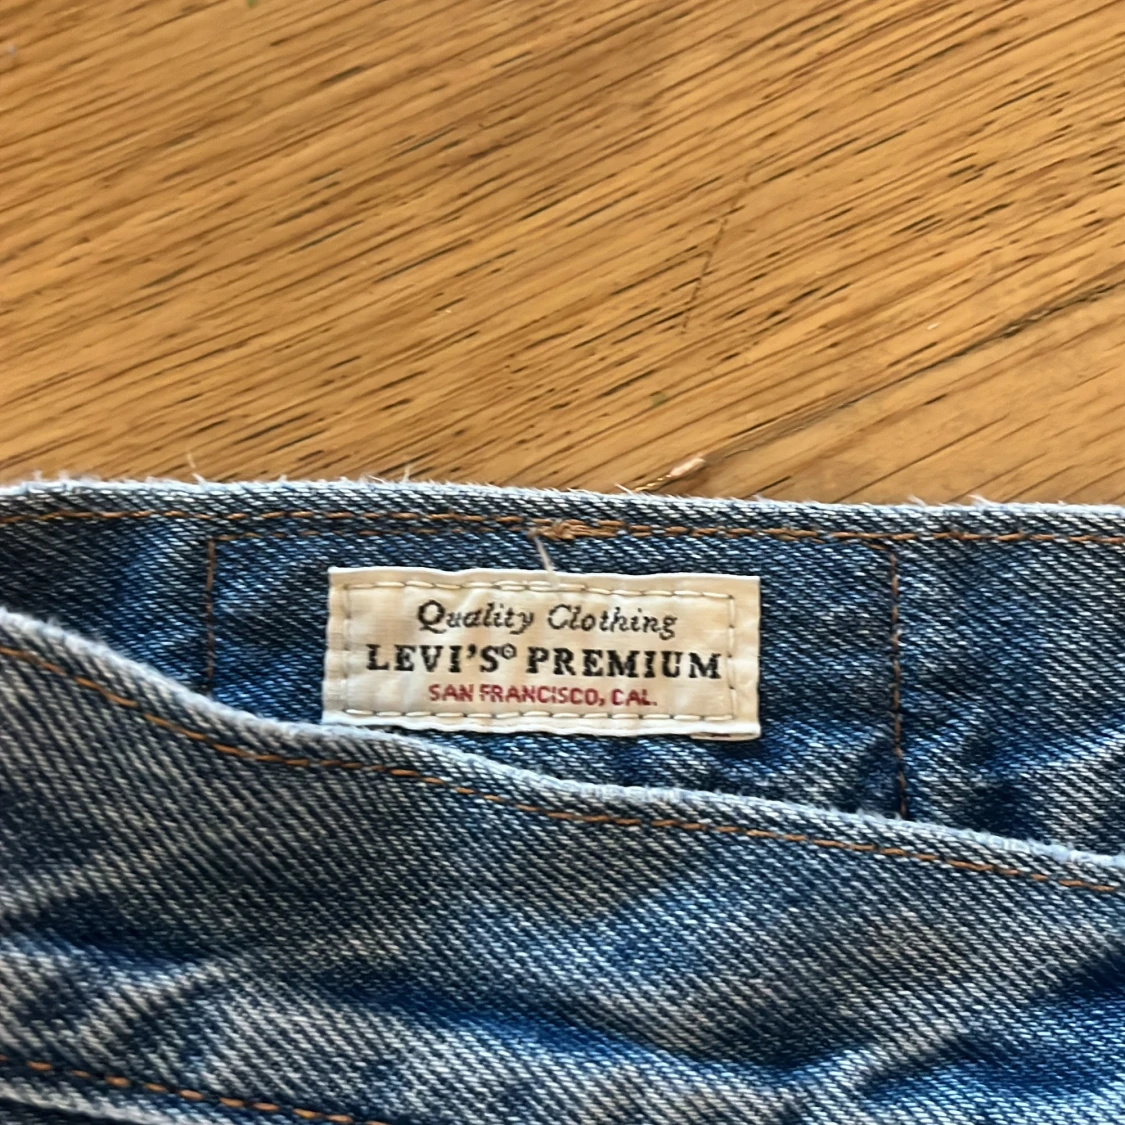 Quality Clothing
LEVI'S® PREMIUM
SAN FRANCISCO, CAL.